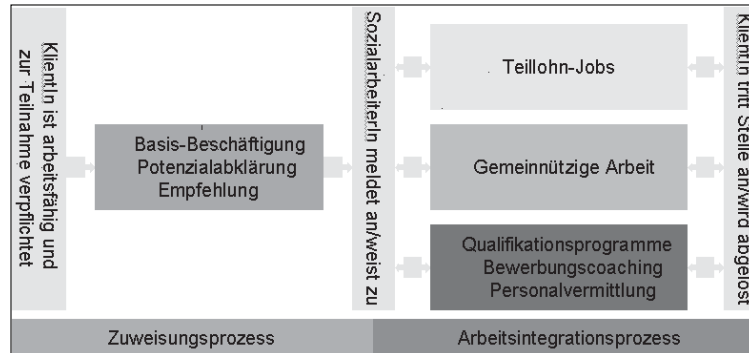 KlientIn ist arbeitsfähig und
zur Teilnahme verpflichtet
Basis-Beschäftigung
Potenzialabklärung
Empfehlung
SozialarbeiterIn meldet an/weist zu
Teillohn-Jobs
Gemeinnützige Arbeit
Qualifikationsprogramme
Bewerbungscoaching
Personalvermittlung
KlientIn tritt Stelle an/wird abgelöst
Zuweisungsprozess
Arbeitsintegrationsprozess